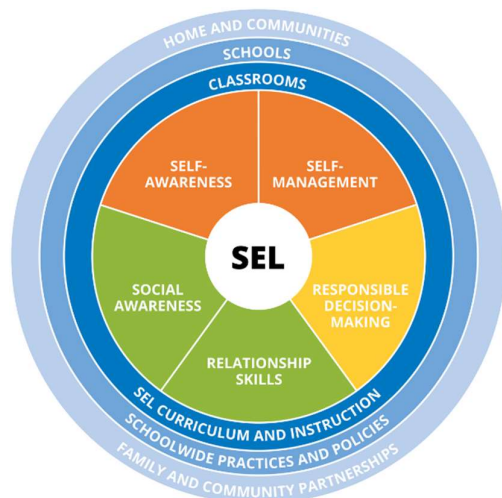 HOME AND COMMUNITIES
SCHOOLS
CLASSROOMS
SELF-
AWARENESS
SELF-
MANAGEMENT
SEL
SOCIAL
AWARENESS
RESPONSIBLE
DECISION-
MAKING
RELATIONSHIP
SKILLS
SEL CURRICULUM AND INSTRUCTION
SCHOOLWIDE PRACTICES AND POLICIES
FAMILY AND COMMUNITY PARTNERSHIPS